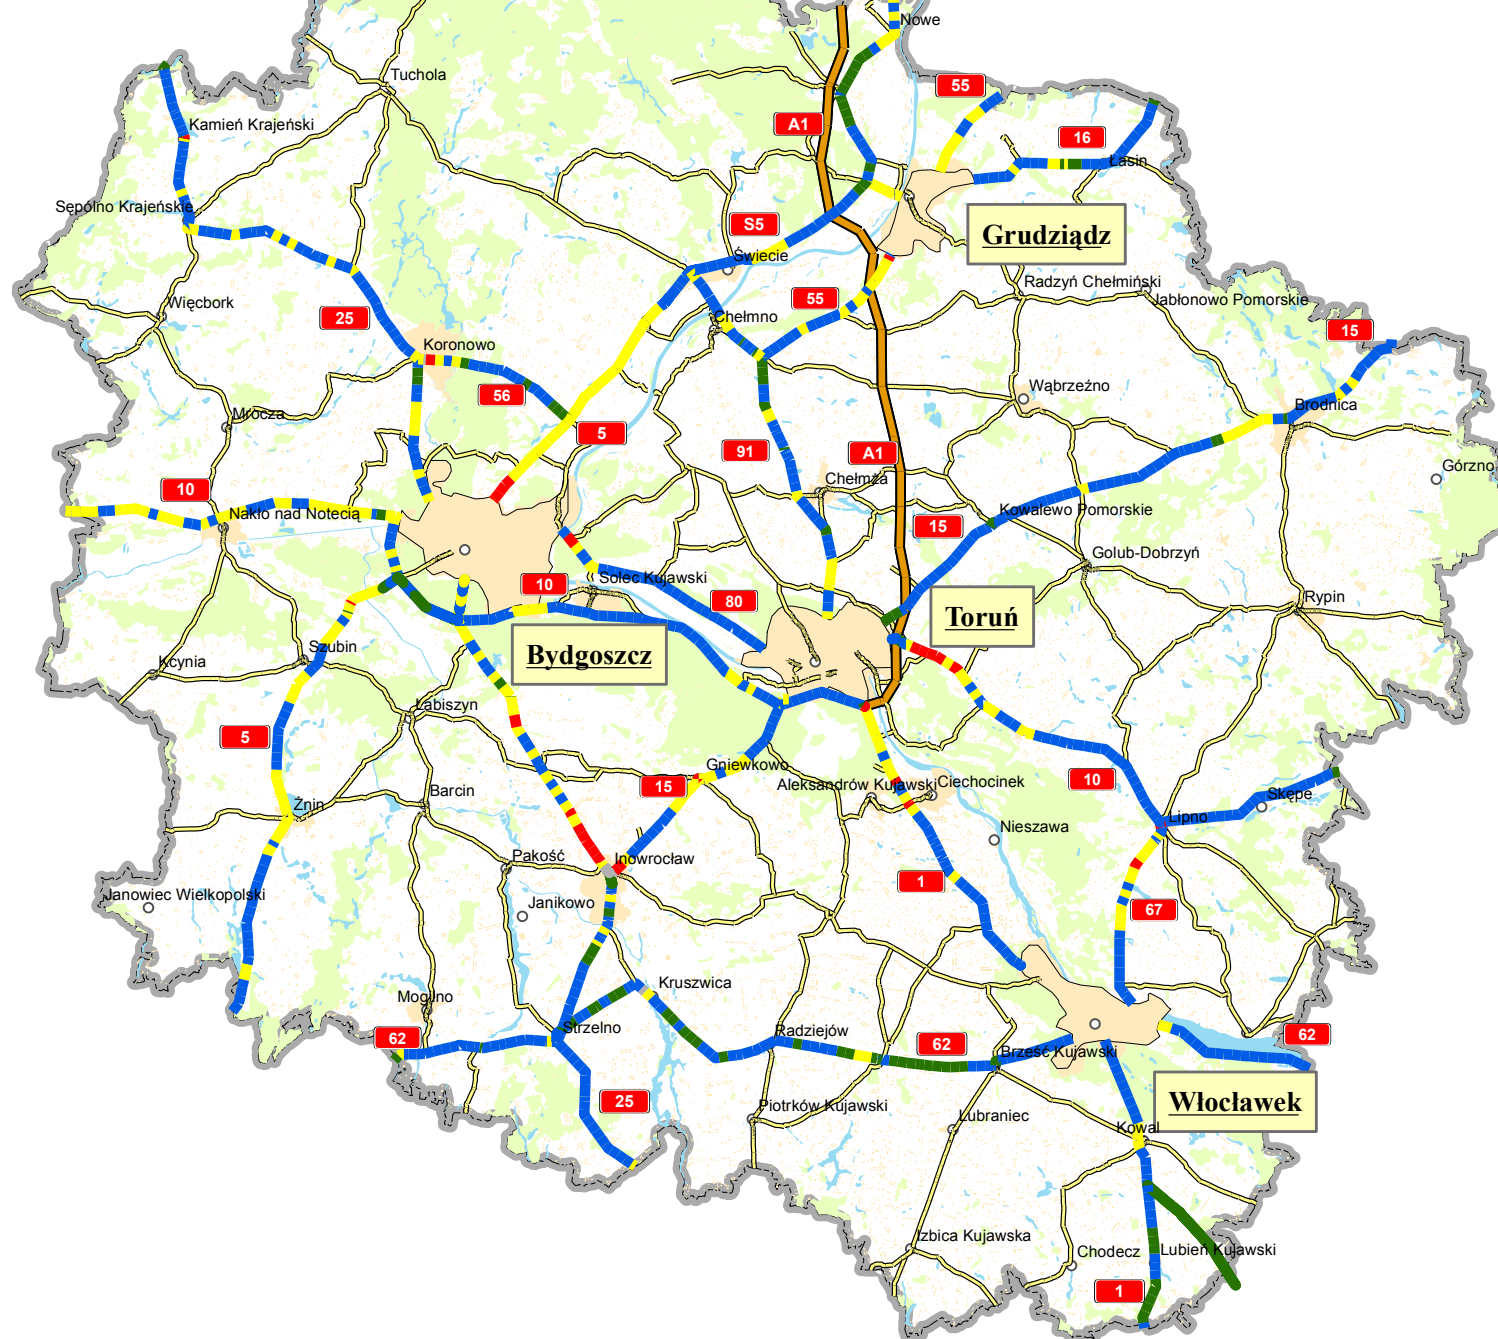 Nowe
Tuchola
55
A1
Kamień Krajeński
16
Łasin
Sępólno Krajeńskie
S5
Grudziądz
Świecie
Radzyń Chełmiński
Jabłonowo Pomorskie
Więcbork
25
55
Chełmno
15
Koronowo
56
Wąbrzeźno
Brodnica
Mrocza
5
91
A1
Górzno
10
Chełmża
Nakło nad Notecią
15
Kowalewo Pomorskie
Golub-Dobrzyń
10
Solec Kujawski
80
Toruń
Rypin
Szubin
Bydgoszcz
Kcynia
Łabiszyn
5
Gniewkowo
15
Aleksandrów Kujawski
Ciechocinek
10
Skępe
Barcin
Żnin
Nieszawa
Lipno
Pakość
Inowrocław
1
Janowiec Wielkopolski
Janikowo
67
Kruszwica
Mogilno
Strzelno
Radziejów
62
62
Brześć Kujawski
62
25
Włocławek
Piotrków Kujawski
Lubraniec
Kowal
Izbica Kujawska
Chodecz
Lubień Kujawski
1